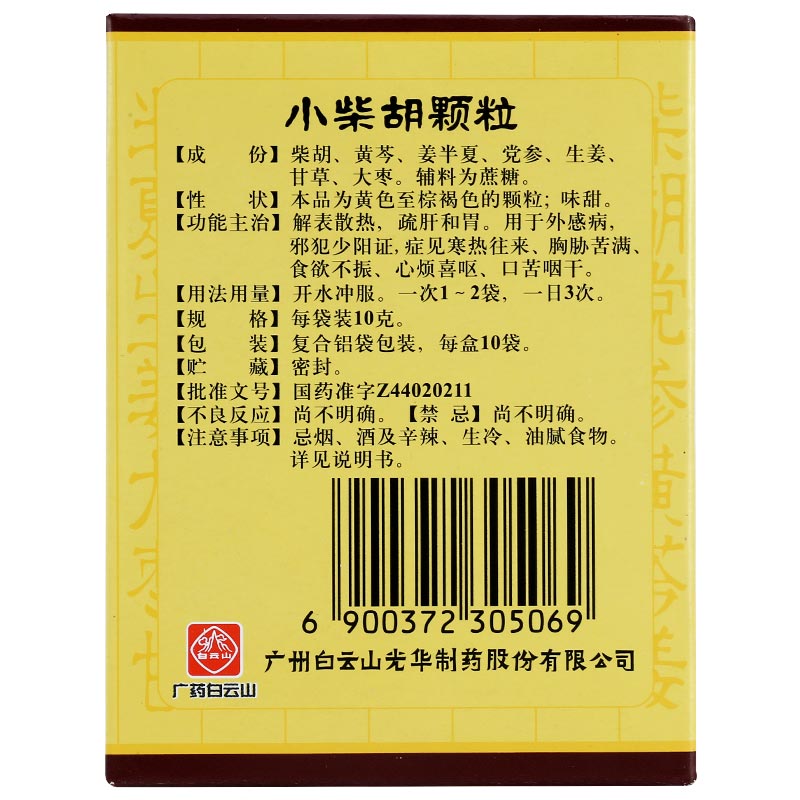 小柴胡颗粒
【成　份】柴胡、黄芩、姜半夏、党参、生姜、
甘草、大枣。辅料为蔗糖。
【性　状】本品为黄色至棕褐色的颗粒；味甜。
【功能主治】解表散热，疏肝和胃。用于外感病，
邪犯少阳证，症见寒热往来、胸胁苦满、
食欲不振、心烦喜呕、口苦咽干。
【用法用量】开水冲服。一次1～2袋，一日3次。
【规　格】每袋装10克。
【包　装】复合铝袋包装，每盒10袋。
【贮　藏】密封。
【批准文号】国药准字Z44020211
【不良反应】尚不明确。【禁 忌】尚不明确。
【注意事项】忌烟、酒及辛辣、生冷、油腻食物。
详见说明书。
6 900372 305069
白云山
广药白云山
广州白云山光华制药股份有限公司